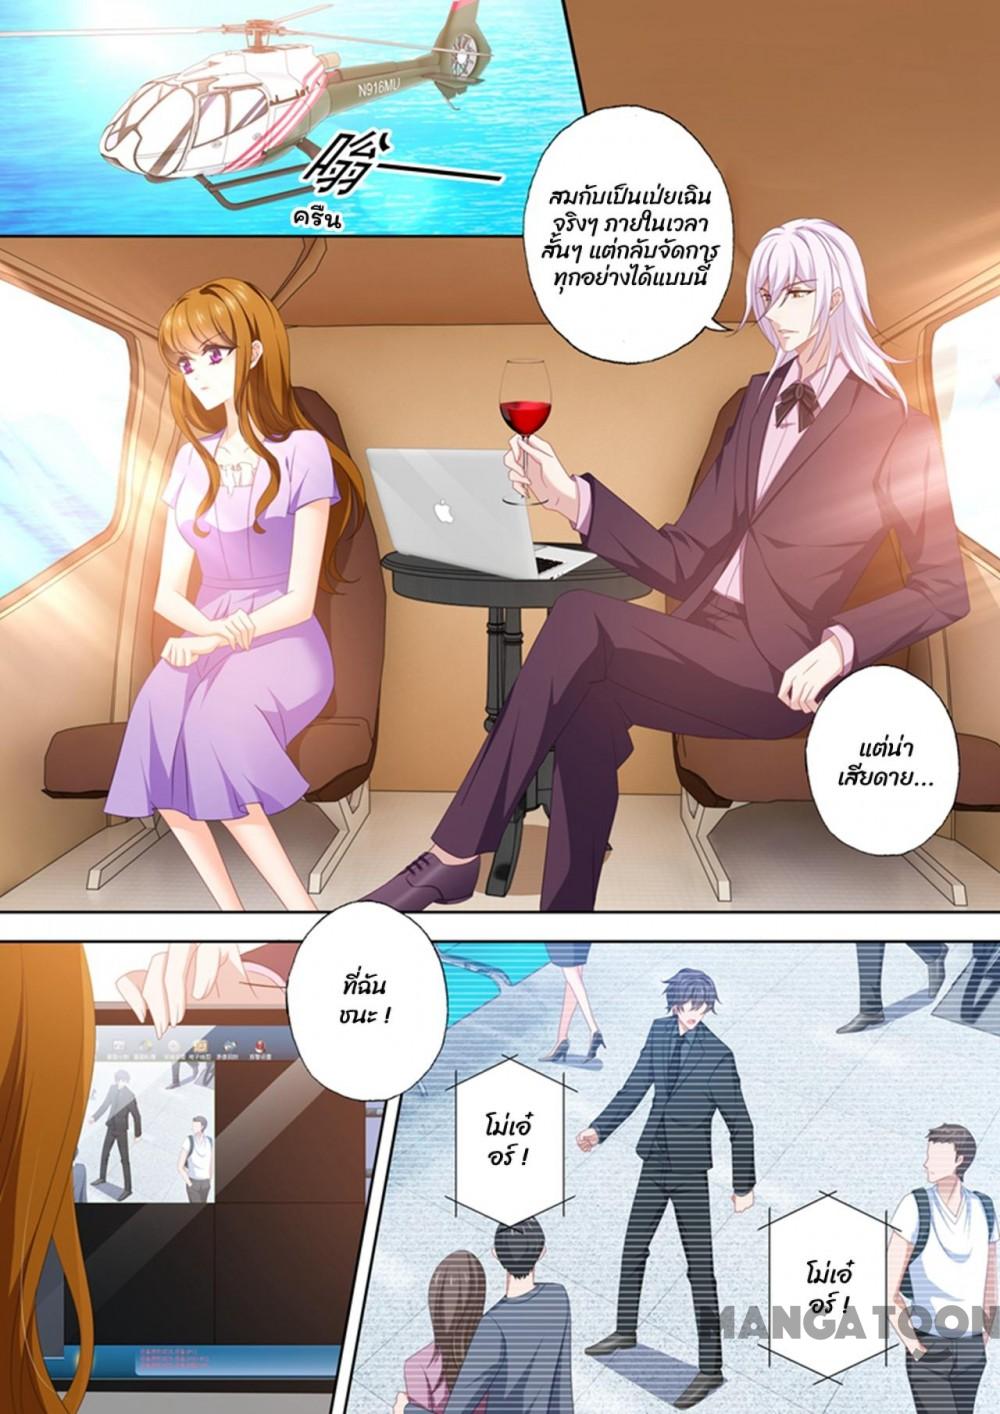 N916MU
嗡
ครืน
สมกับเป็นเป่ยเฉิน
จริงๆ ภายในเวลา
สั้นๆ แต่กลับจัดการ
ทุกอย่างได้แบบนี้
แต่น่า
เสียดาย...
ที่ฉัน
ชนะ !
โม่เอ๋
อร์ !
โม่เอ๋
อร์ !
MANGATOON